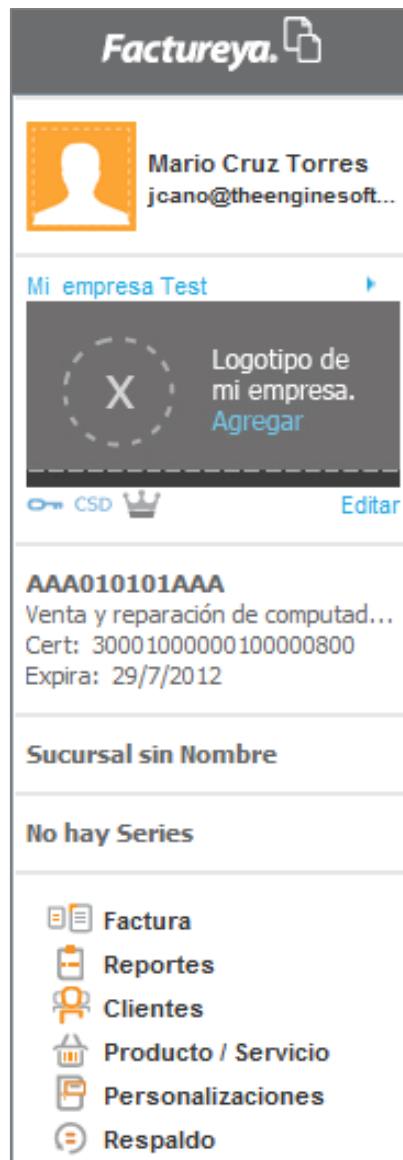 Factureya.
Mario Cruz Torres
jcano@theenginesoft...
Mi empresa Test
X
Logotipo de
mi empresa.
Agregar
CSD
Editar
AAA010101AAA
Venta y reparación de computad...
Cert: 30001000000100000800
Expira: 29/7/2012
Sucursal sin Nombre
No hay Series
Factura
Reportes
Clientes
Producto / Servicio
Personalizaciones
Respaldo